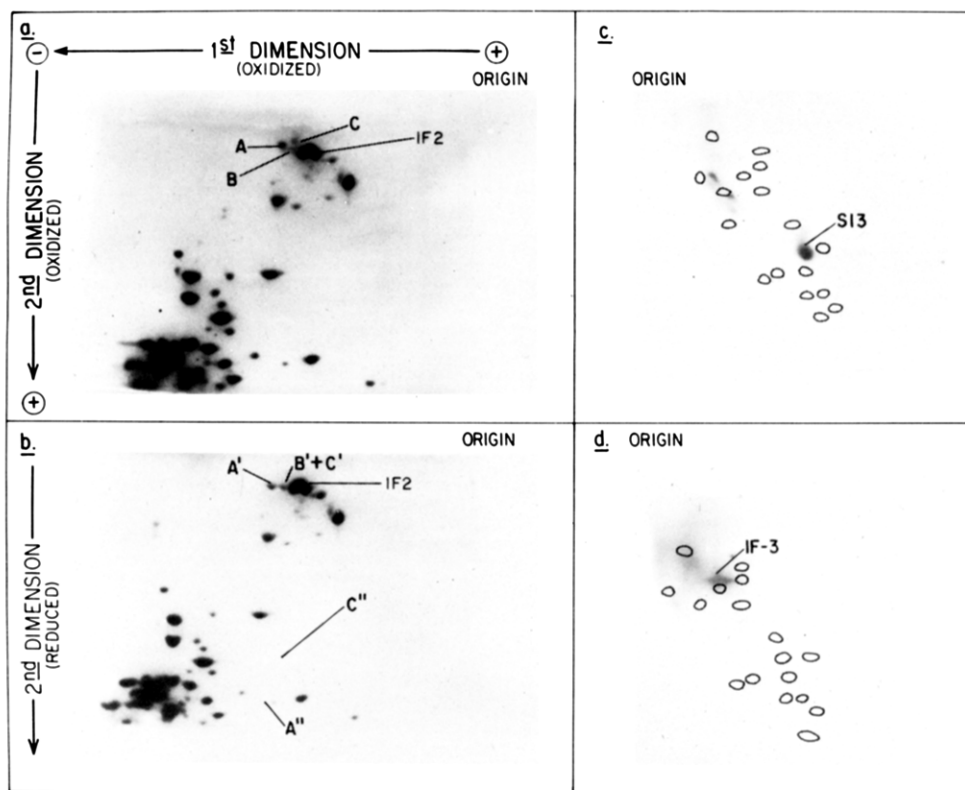 a.
− 1st DIMENSION +
(OXIDIZED)
ORIGIN
2nd DIMENSION
(OXIDIZED)
+
A
B
C
IF2
b.
ORIGIN
2nd DIMENSION
(REDUCED)
A'
B'+C'
IF2
C"
A"
c.
ORIGIN
S13
d.
ORIGIN
IF-3